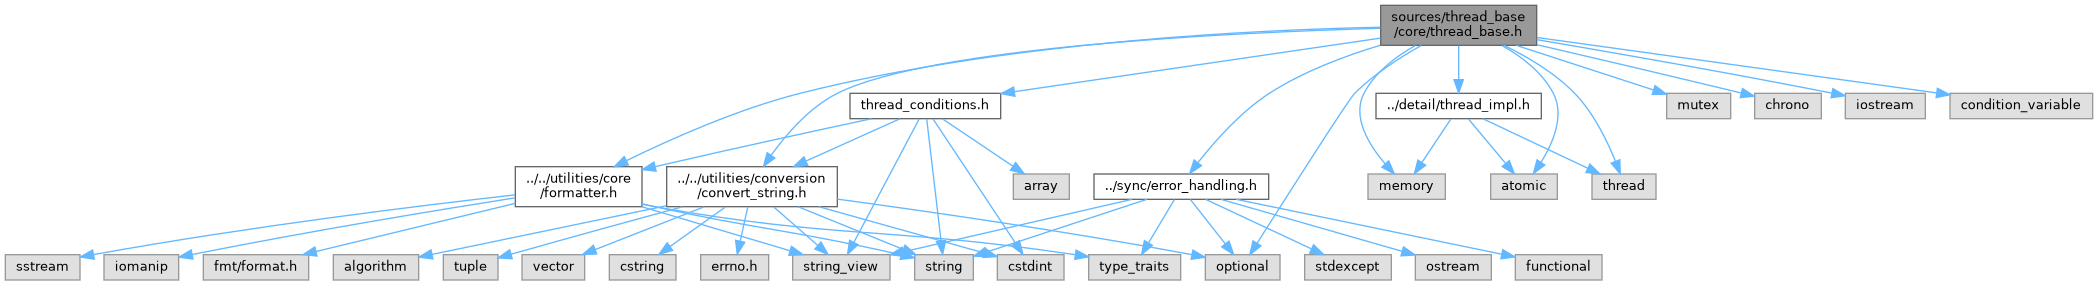 sources/thread_base
/core/thread_base.h
thread_conditions.h
../detail/thread_impl.h
mutex
chrono
iostream
condition_variable
../../utilities/core
/formatter.h
../../utilities/conversion
/convert_string.h
array
../sync/error_handling.h
memory
atomic
thread
sstream
iomanip
fmt/format.h
algorithm
tuple
vector
cstring
errno.h
string_view
string
cstdint
type_traits
optional
stdexcept
ostream
functional